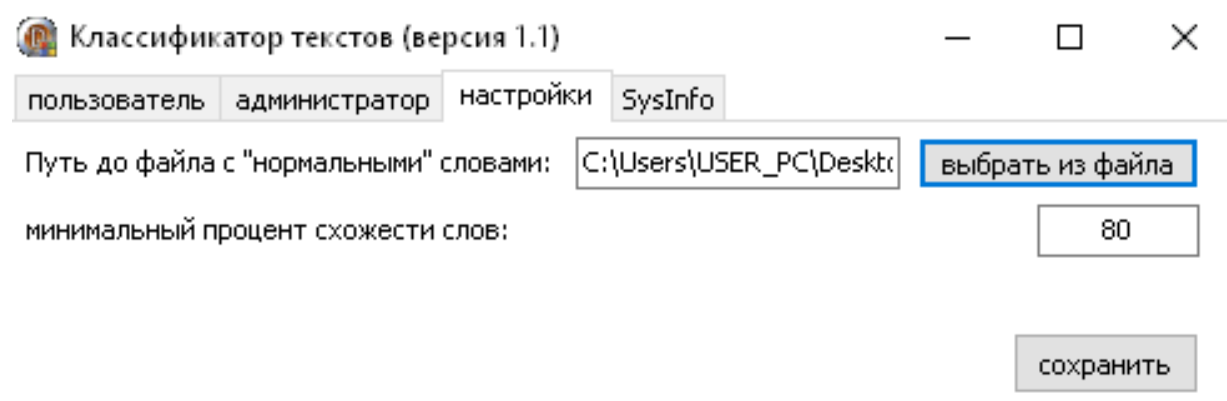 Классификатор текстов (версия 1.1)
пользователь администратор настройки SysInfo
Путь до файла с "нормальными" словами: C:\Users\USER_PC\Deskto выбрать из файла
минимальный процент схожести слов: 80
сохранить